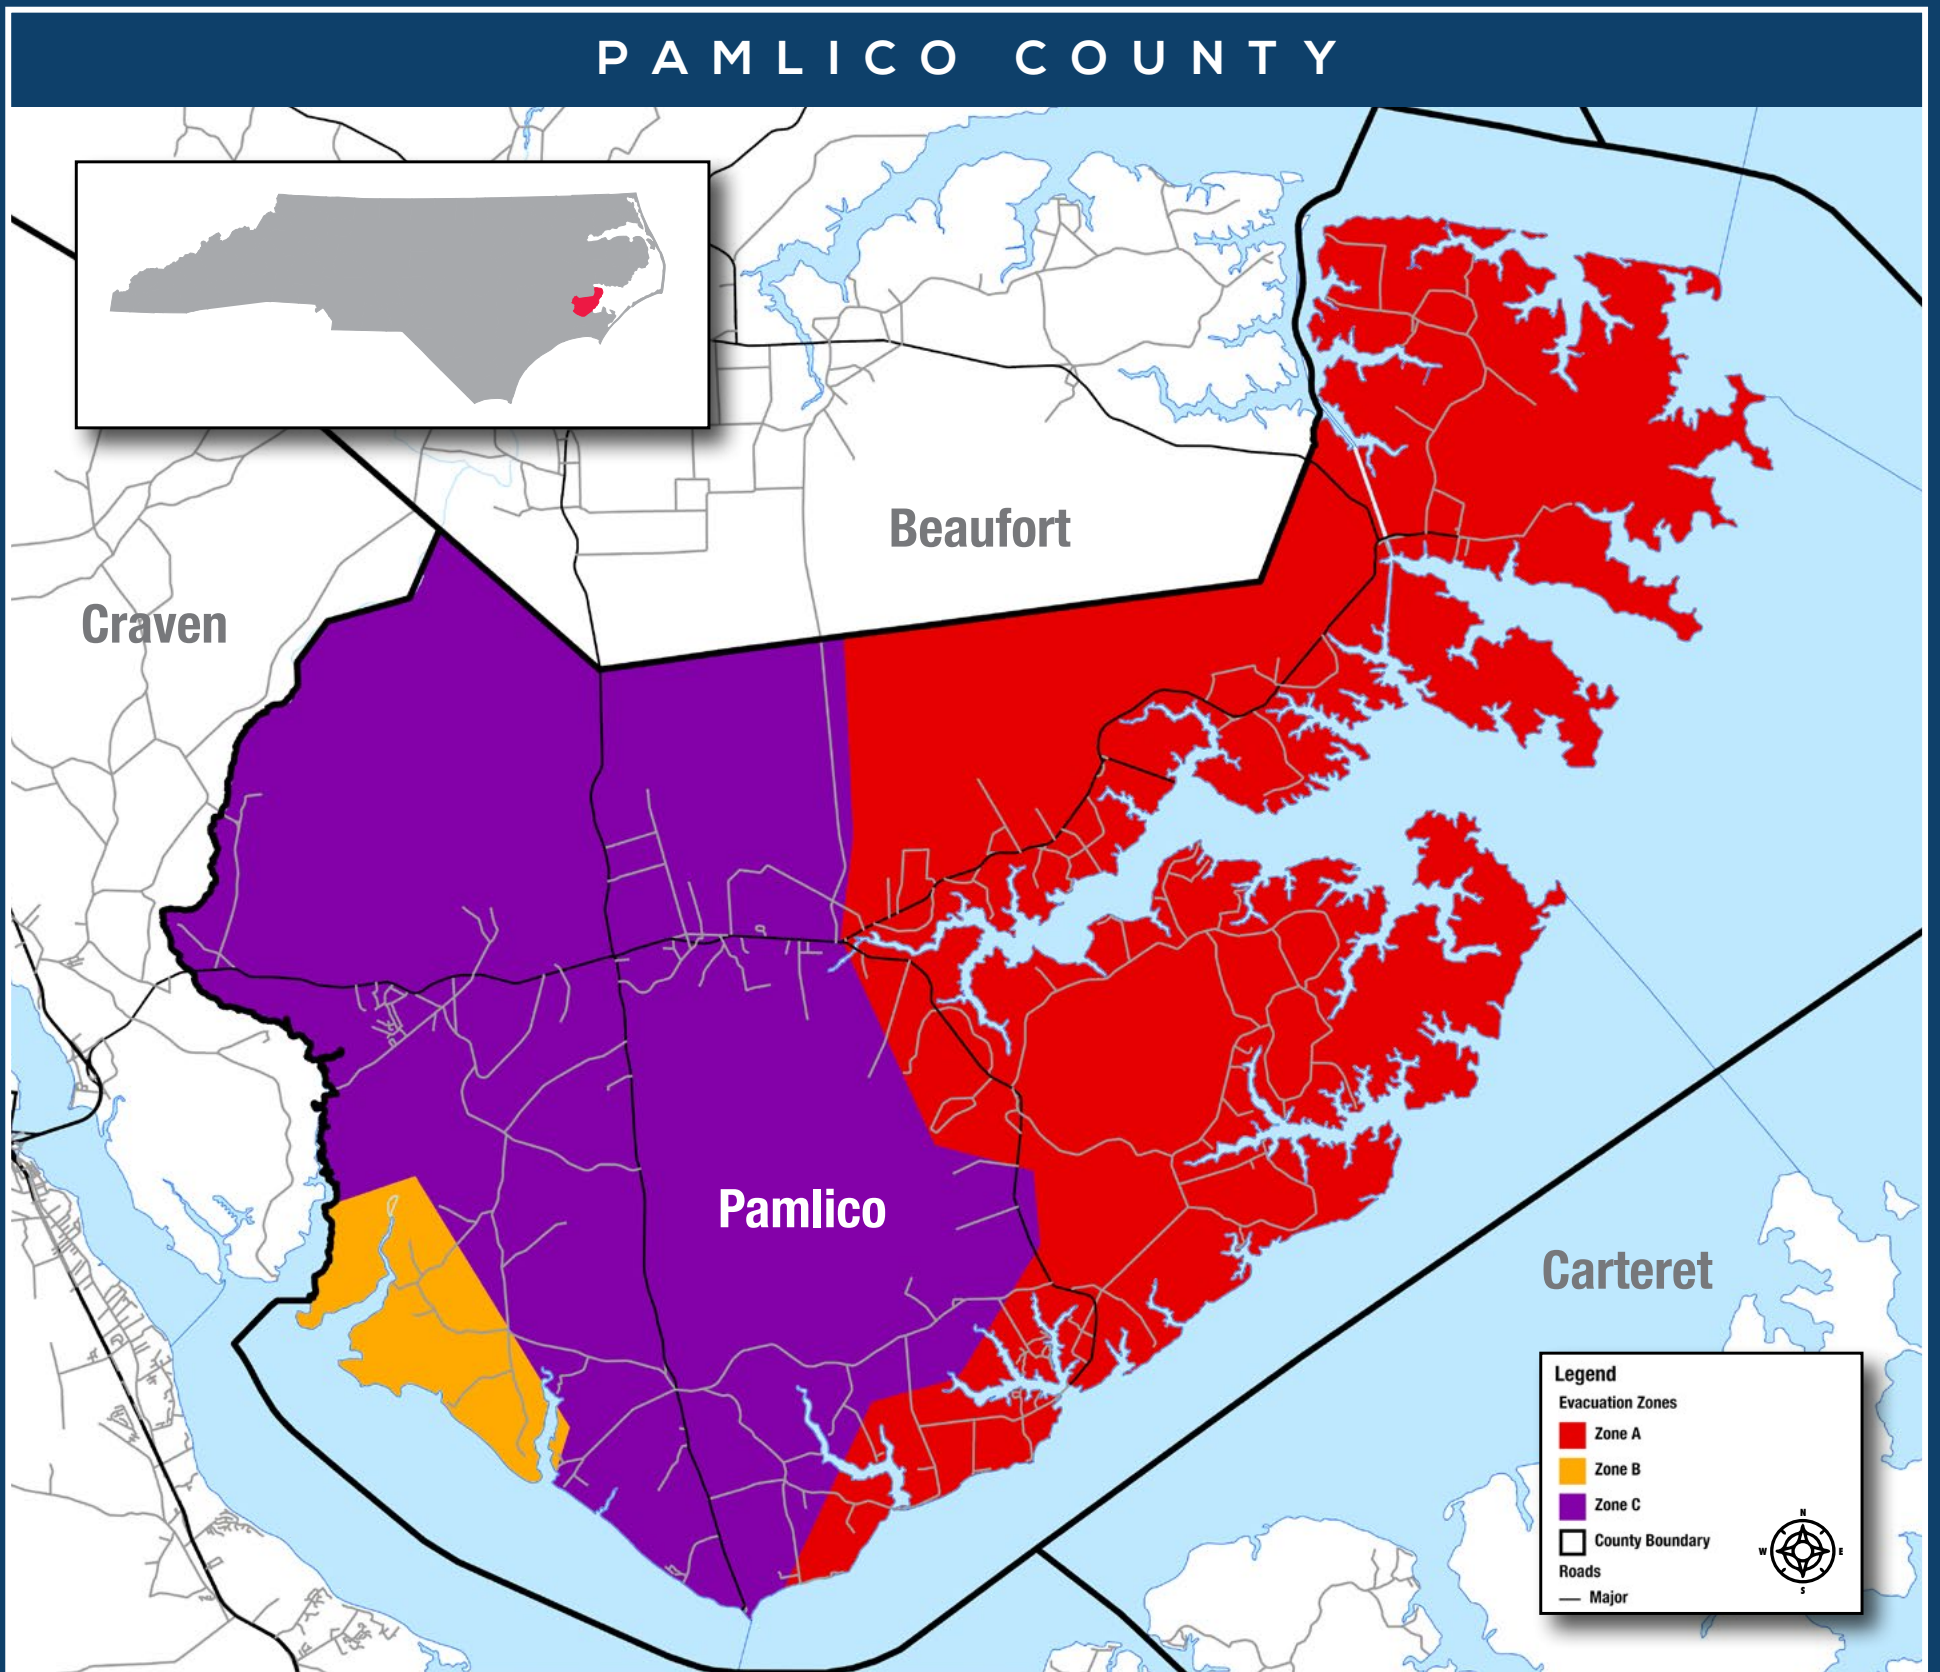 PAMLICO COUNTY
Beaufort
Craven
Pamlico
Carteret
Legend
Evacuation Zones
Zone A
Zone B
Zone C
County Boundary
Roads
Major
N
W E
S